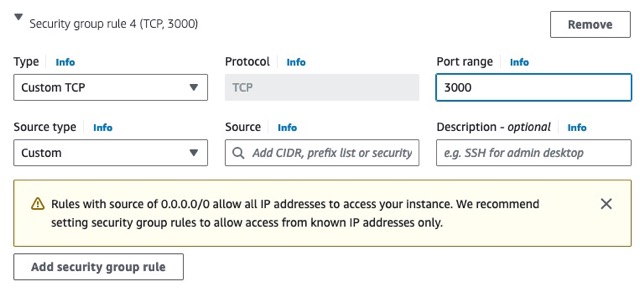 Security group rule 4 (TCP, 3000)
Remove
Type Info Protocol Info Port range Info
Custom TCP TCP 3000
Source type Info Source Info Description - optional Info
Custom Add CIDR, prefix list or security e.g. SSH for admin desktop
Rules with source of 0.0.0.0/0 allow all IP addresses to access your instance. We recommend
setting security group rules to allow access from known IP addresses only.
Add security group rule